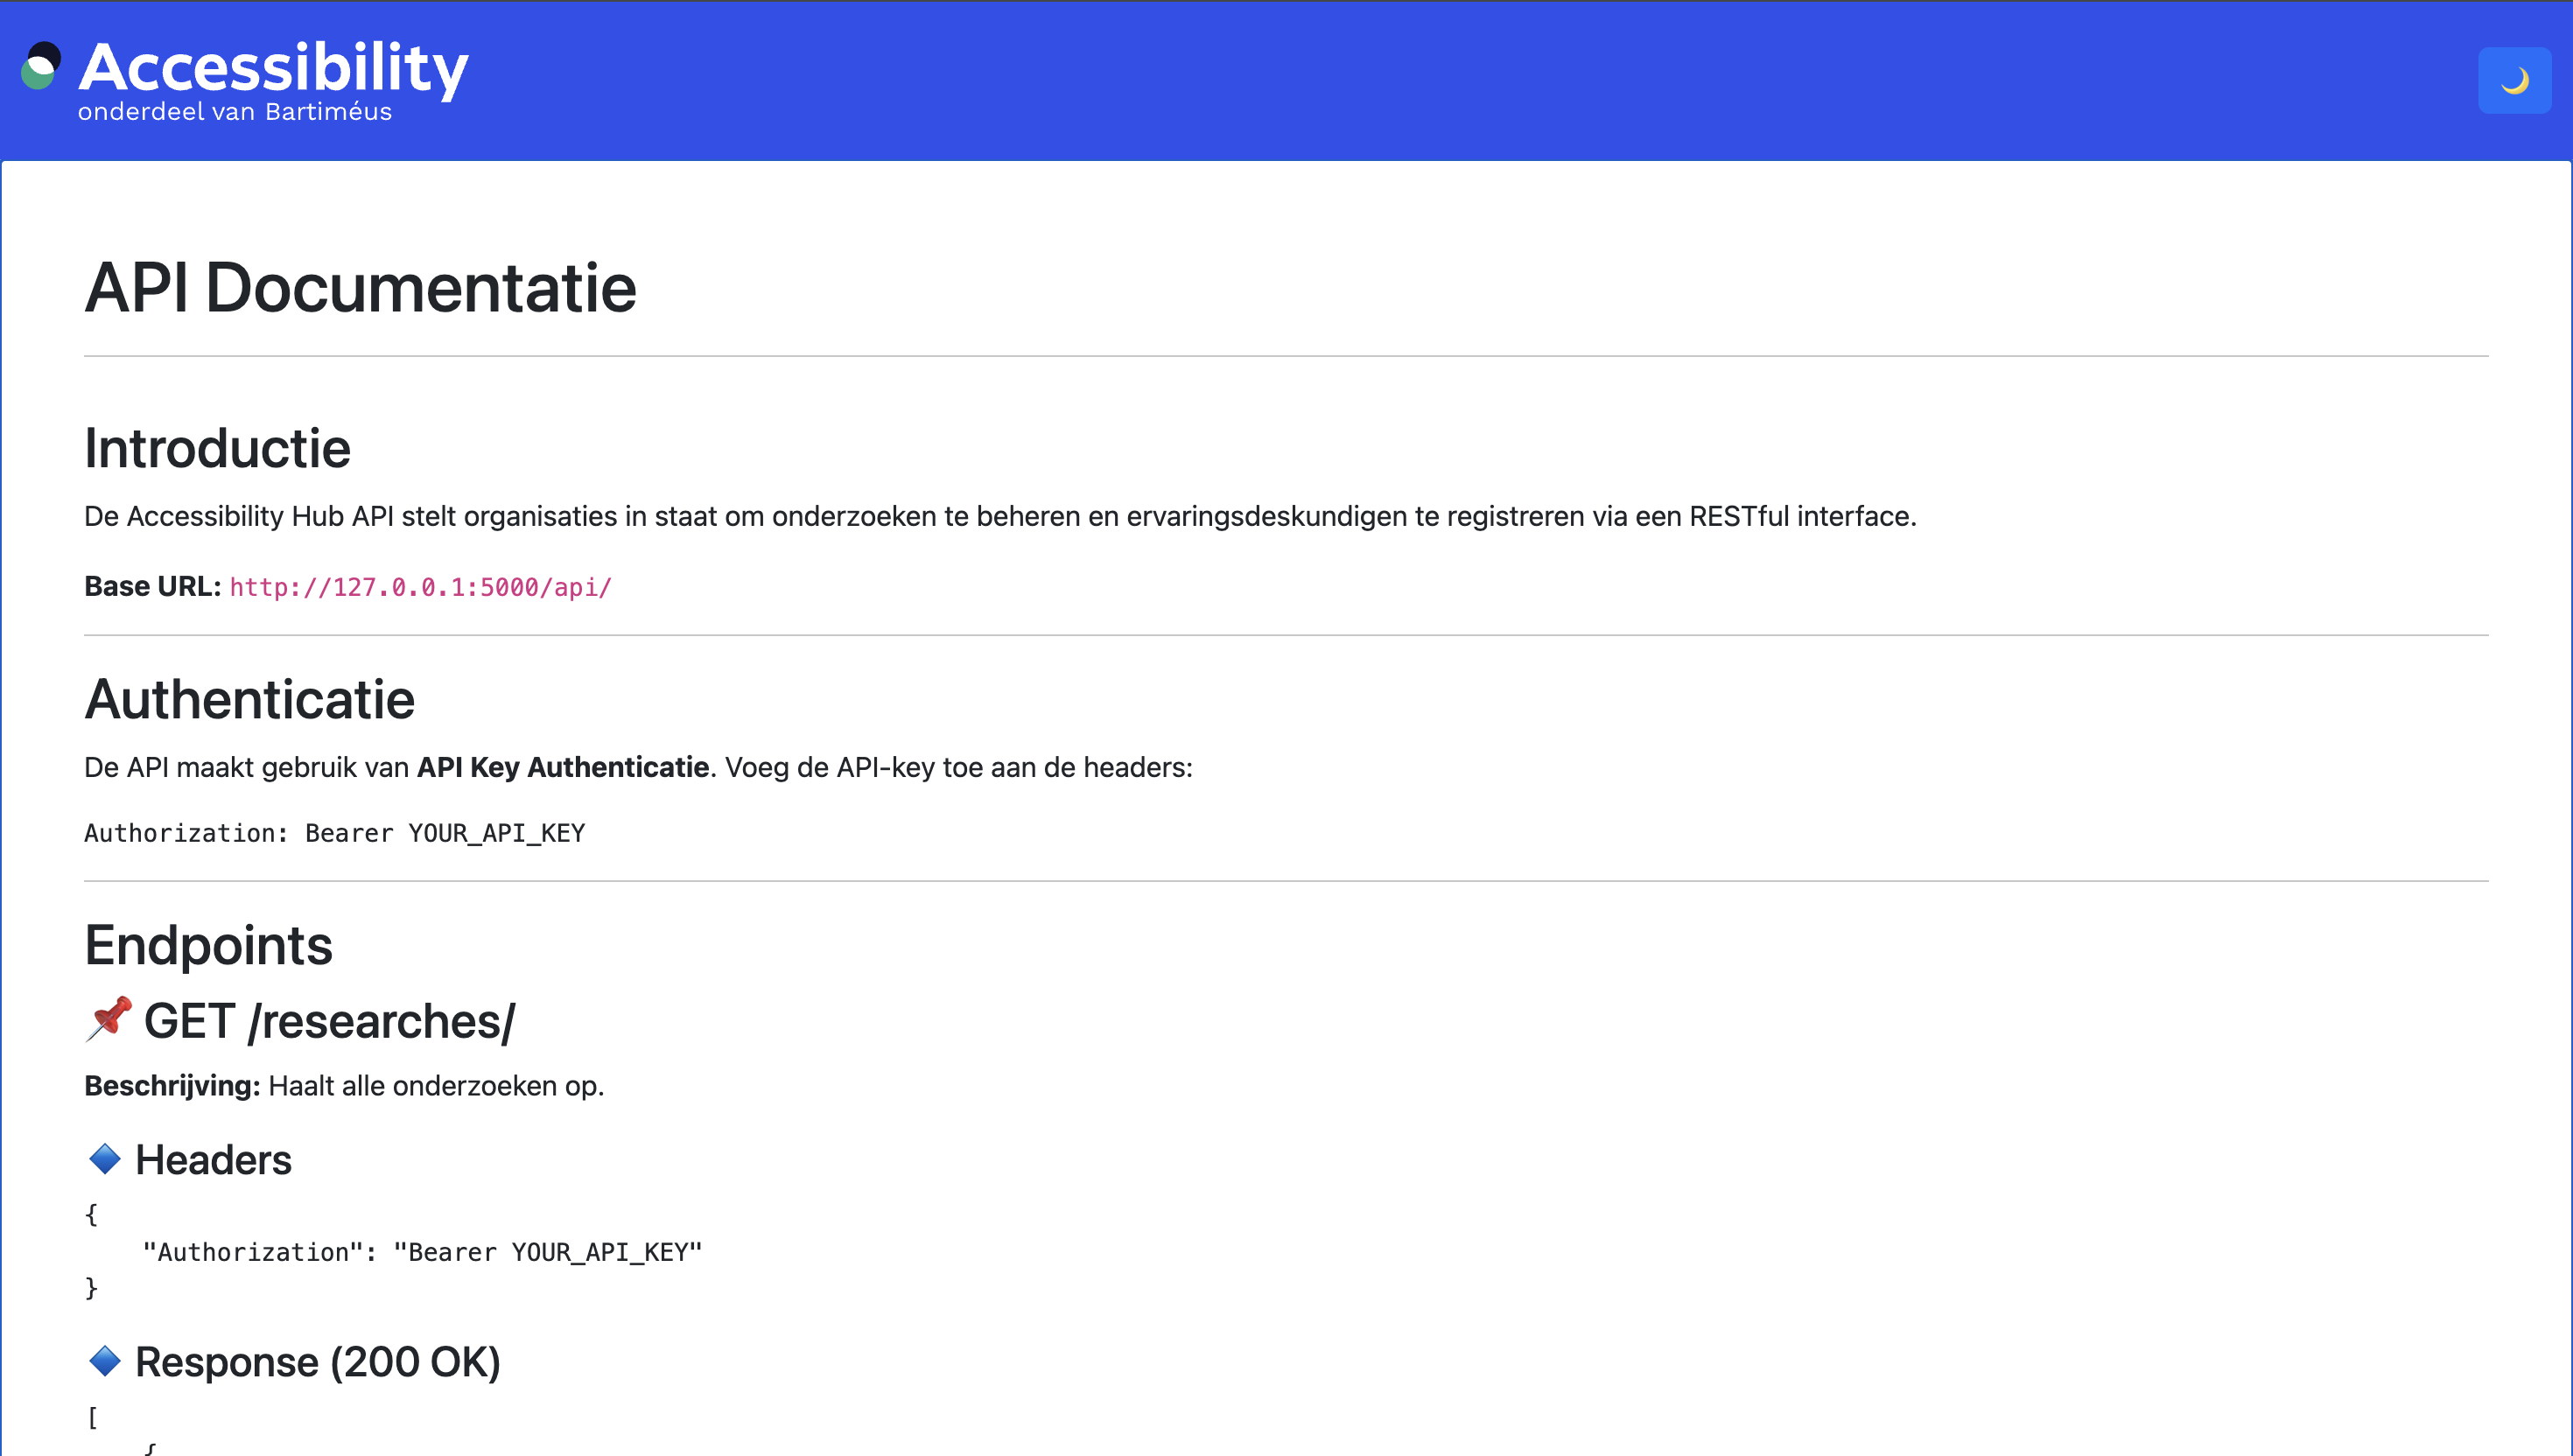 Accessibility
onderdeel van Bartiméus
API Documentatie
Introductie
De Accessibility Hub API stelt organisaties in staat om onderzoeken te beheren en ervaringsdeskundigen te registreren via een RESTful interface.
Base URL: http://127.0.0.1:5000/api/
Authenticatie
De API maakt gebruik van API Key Authenticatie. Voeg de API-key toe aan de headers:
Authorization: Bearer YOUR_API_KEY
Endpoints
📌 GET /researches/
Beschrijving: Haalt alle onderzoeken op.
🔷 Headers
{
    "Authorization": "Bearer YOUR_API_KEY"
}
🔷 Response (200 OK)
[
    {